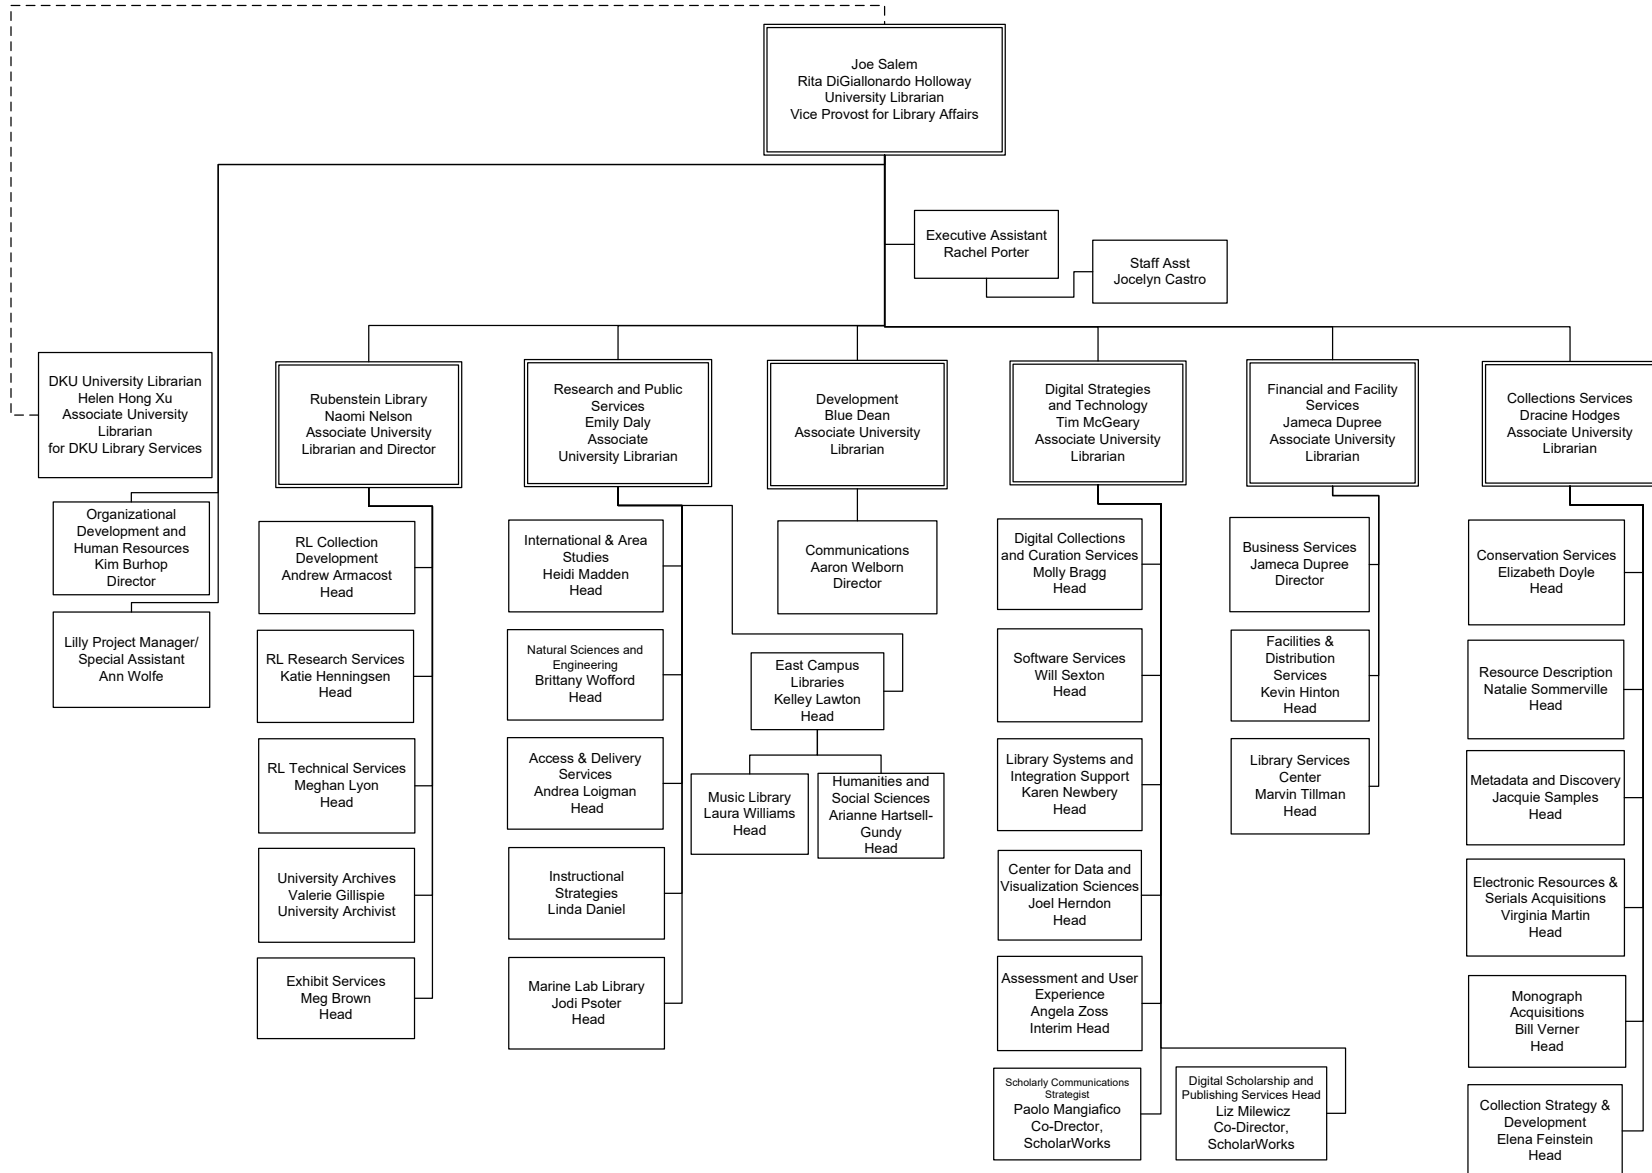 Joe Salem
Rita DiGiallonardo Holloway
University Librarian
Vice Provost for Library Affairs
Executive Assistant
Rachel Porter
Staff Asst
Jocelyn Castro
DKU University Librarian
Helen Hong Xu
Associate University
Librarian
for DKU Library Services
Organizational
Development and
Human Resources
Kim Burhop
Director
Lilly Project Manager/
Special Assistant
Ann Wolfe
Rubenstein Library
Naomi Nelson
Associate University
Librarian and Director
RL Collection
Development
Andrew Armacost
Head
RL Research Services
Katie Henningsen
Head
RL Technical Services
Meghan Lyon
Head
University Archives
Valerie Gillispie
University Archivist
Exhibit Services
Meg Brown
Head
Research and Public
Services
Emily Daly
Associate
University Librarian
International & Area
Studies
Heidi Madden
Head
Natural Sciences and
Engineering
Brittany Wofford
Head
Access & Delivery
Services
Andrea Loigman
Head
Instructional
Strategies
Linda Daniel
Marine Lab Library
Jodi Psoter
Head
East Campus
Libraries
Kelley Lawton
Head
Music Library
Laura Williams
Head
Humanities and
Social Sciences
Arianne Hartsell-
Gundy
Head
Development
Blue Dean
Associate University
Librarian
Communications
Aaron Welborn
Director
Digital Strategies
and Technology
Tim McGeary
Associate University
Librarian
Digital Collections
and Curation Services
Molly Bragg
Head
Software Services
Will Sexton
Head
Library Systems and
Integration Support
Karen Newbery
Head
Center for Data and
Visualization Sciences
Joel Herndon
Head
Assessment and User
Experience
Angela Zoss
Interim Head
Scholarly Communications
Strategist
Paolo Mangiafico
Co-Drector,
ScholarWorks
Digital Scholarship and
Publishing Services Head
Liz Milewicz
Co-Director,
ScholarWorks
Financial and Facility
Services
Jameca Dupree
Associate University
Librarian
Business Services
Jameca Dupree
Director
Facilities &
Distribution
Services
Kevin Hinton
Head
Library Services
Center
Marvin Tillman
Head
Collections Services
Dracine Hodges
Associate University
Librarian
Conservation Services
Elizabeth Doyle
Head
Resource Description
Natalie Sommerville
Head
Metadata and Discovery
Jacquie Samples
Head
Electronic Resources &
Serials Acquisitions
Virginia Martin
Head
Monograph
Acquisitions
Bill Verner
Head
Collection Strategy &
Development
Elena Feinstein
Head